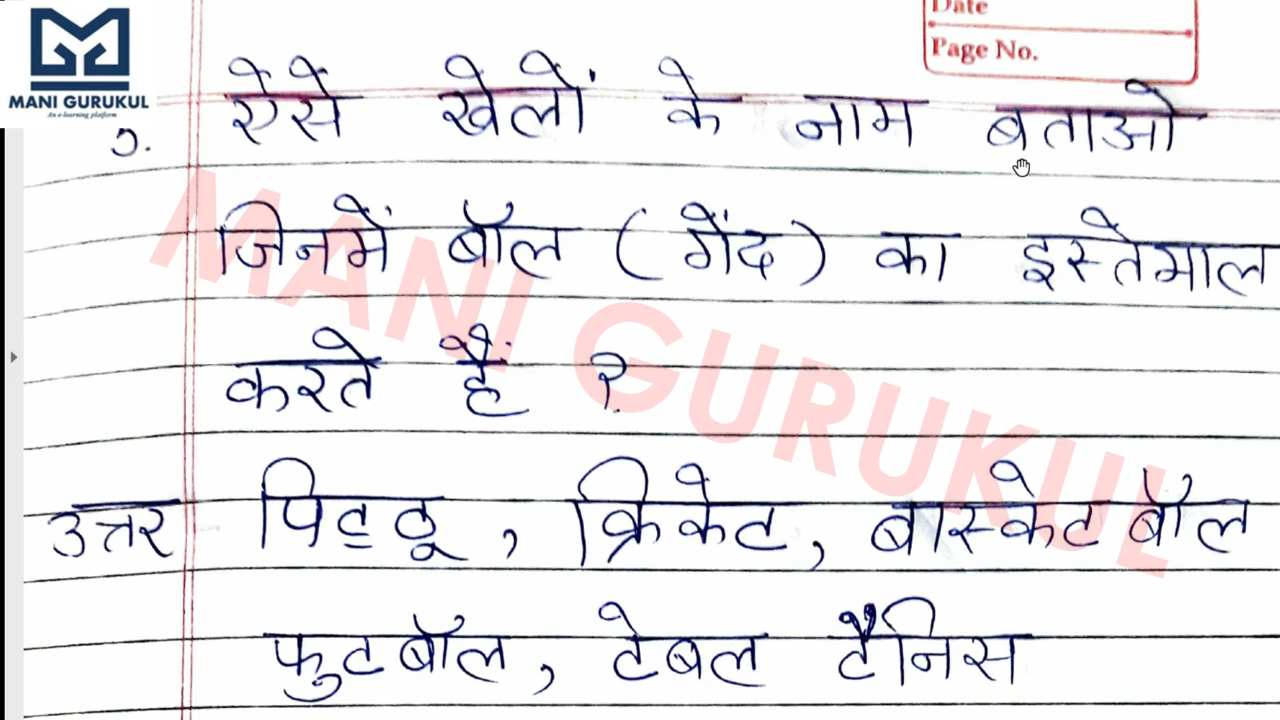 Date
Page No.
MANI GURUKUL
An e-learning platform
ऐसे खेलों के नाम बताओ
जिनमें बॉल (गेंद) का इस्तेमाल
करते हैं ?
उत्तर पिट्ठू, क्रिकेट, बास्केटबॉल
फुटबॉल, टेबल टैनिस
MANI GURUKUL